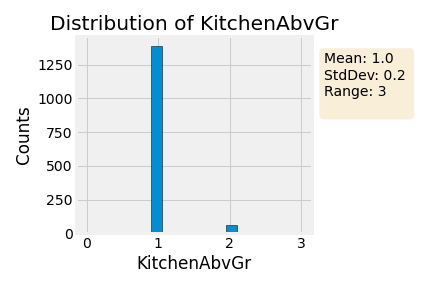 Distribution of KitchenAbvGr
Mean: 1.0
StdDev: 0.2
Range: 3
Counts
1250
1000
750
500
250
0
0 1 2 3
KitchenAbvGr